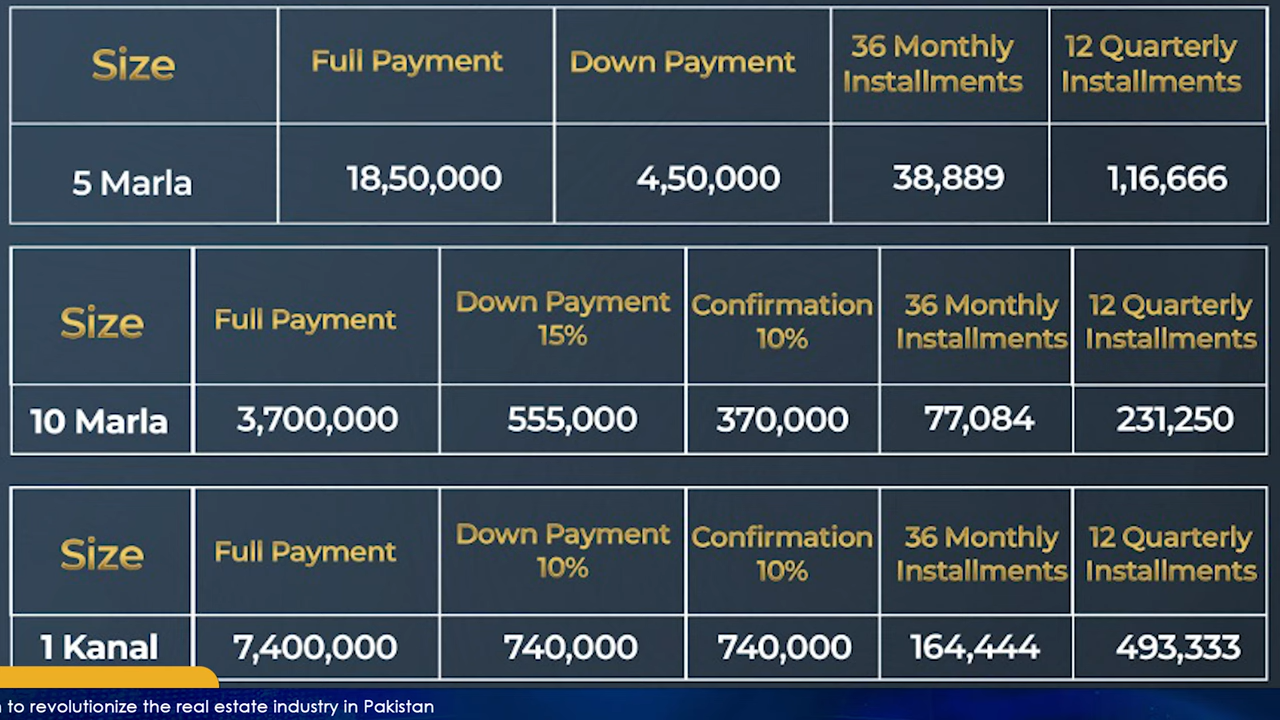 Size Full Payment Down Payment 36 Monthly Installments 12 Quarterly Installments
5 Marla 18,50,000 4,50,000 38,889 1,16,666
Size Full Payment Down Payment 15% Confirmation 10% 36 Monthly Installments 12 Quarterly Installments
10 Marla 3,700,000 555,000 370,000 77,084 231,250
Size Full Payment Down Payment 10% Confirmation 10% 36 Monthly Installments 12 Quarterly Installments
1 Kanal 7,400,000 740,000 740,000 164,444 493,333
to revolutionize the real estate industry in Pakistan